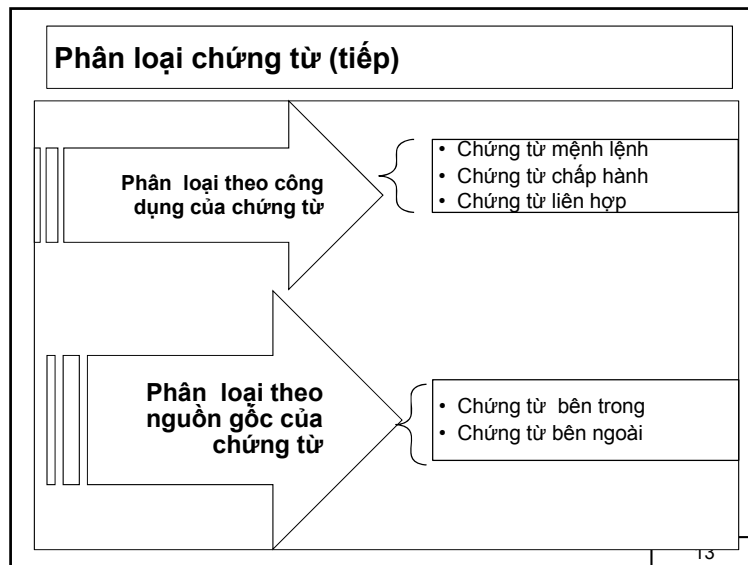 Phân loại chứng từ (tiếp)
Phân loại theo công
dụng của chứng từ
• Chứng từ mệnh lệnh
• Chứng từ chấp hành
• Chứng từ liên hợp
Phân loại theo
nguồn gốc của
chứng từ
• Chứng từ bên trong
• Chứng từ bên ngoài
13